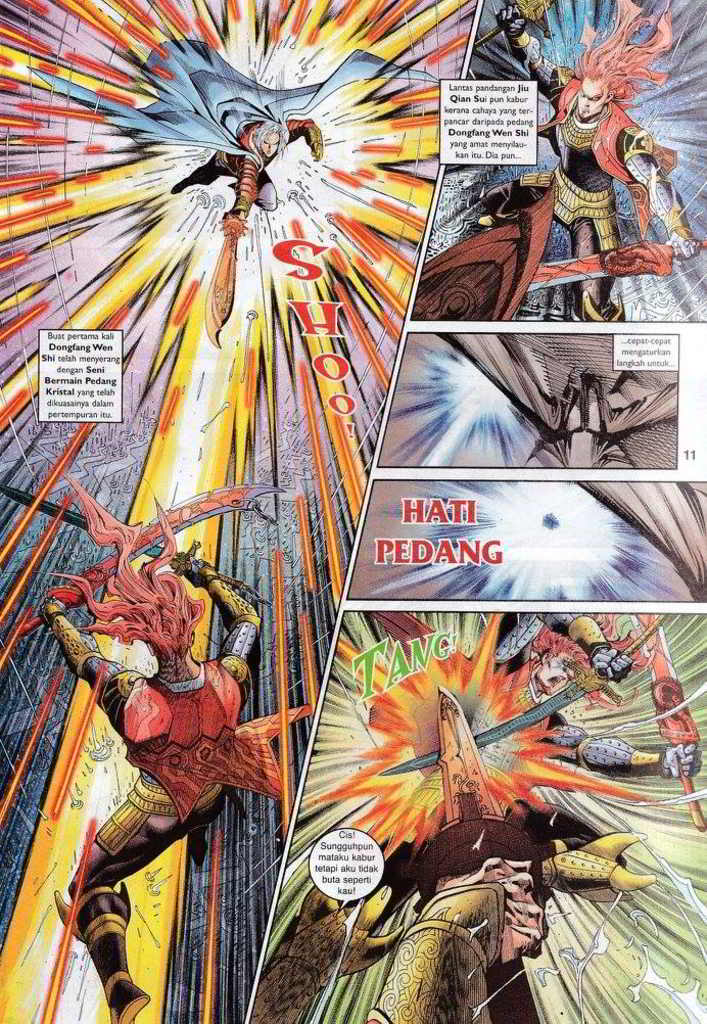 Buat pertama kali
Dongfang Wen
Shi telah menyerang
dengan Seni
Bermain Pedang
Kristal yang telah
dikuasainya dalam
pertempuran itu.
SHOO!
Lantas pandangan Jiu
Qian Sui pun kabur
kerana cahaya yang ter-
pancar daripada pedang
Dongfang Wen Shi
yang amat menyilau-
kan itu. Dia pun...
...cepat-cepat
mengaturkan
langkah untuk...
11
HATI
PEDANG
TANG!
Cis!
Sungguhpun
mataku kabur
tetapi aku tidak
buta seperti
kau!